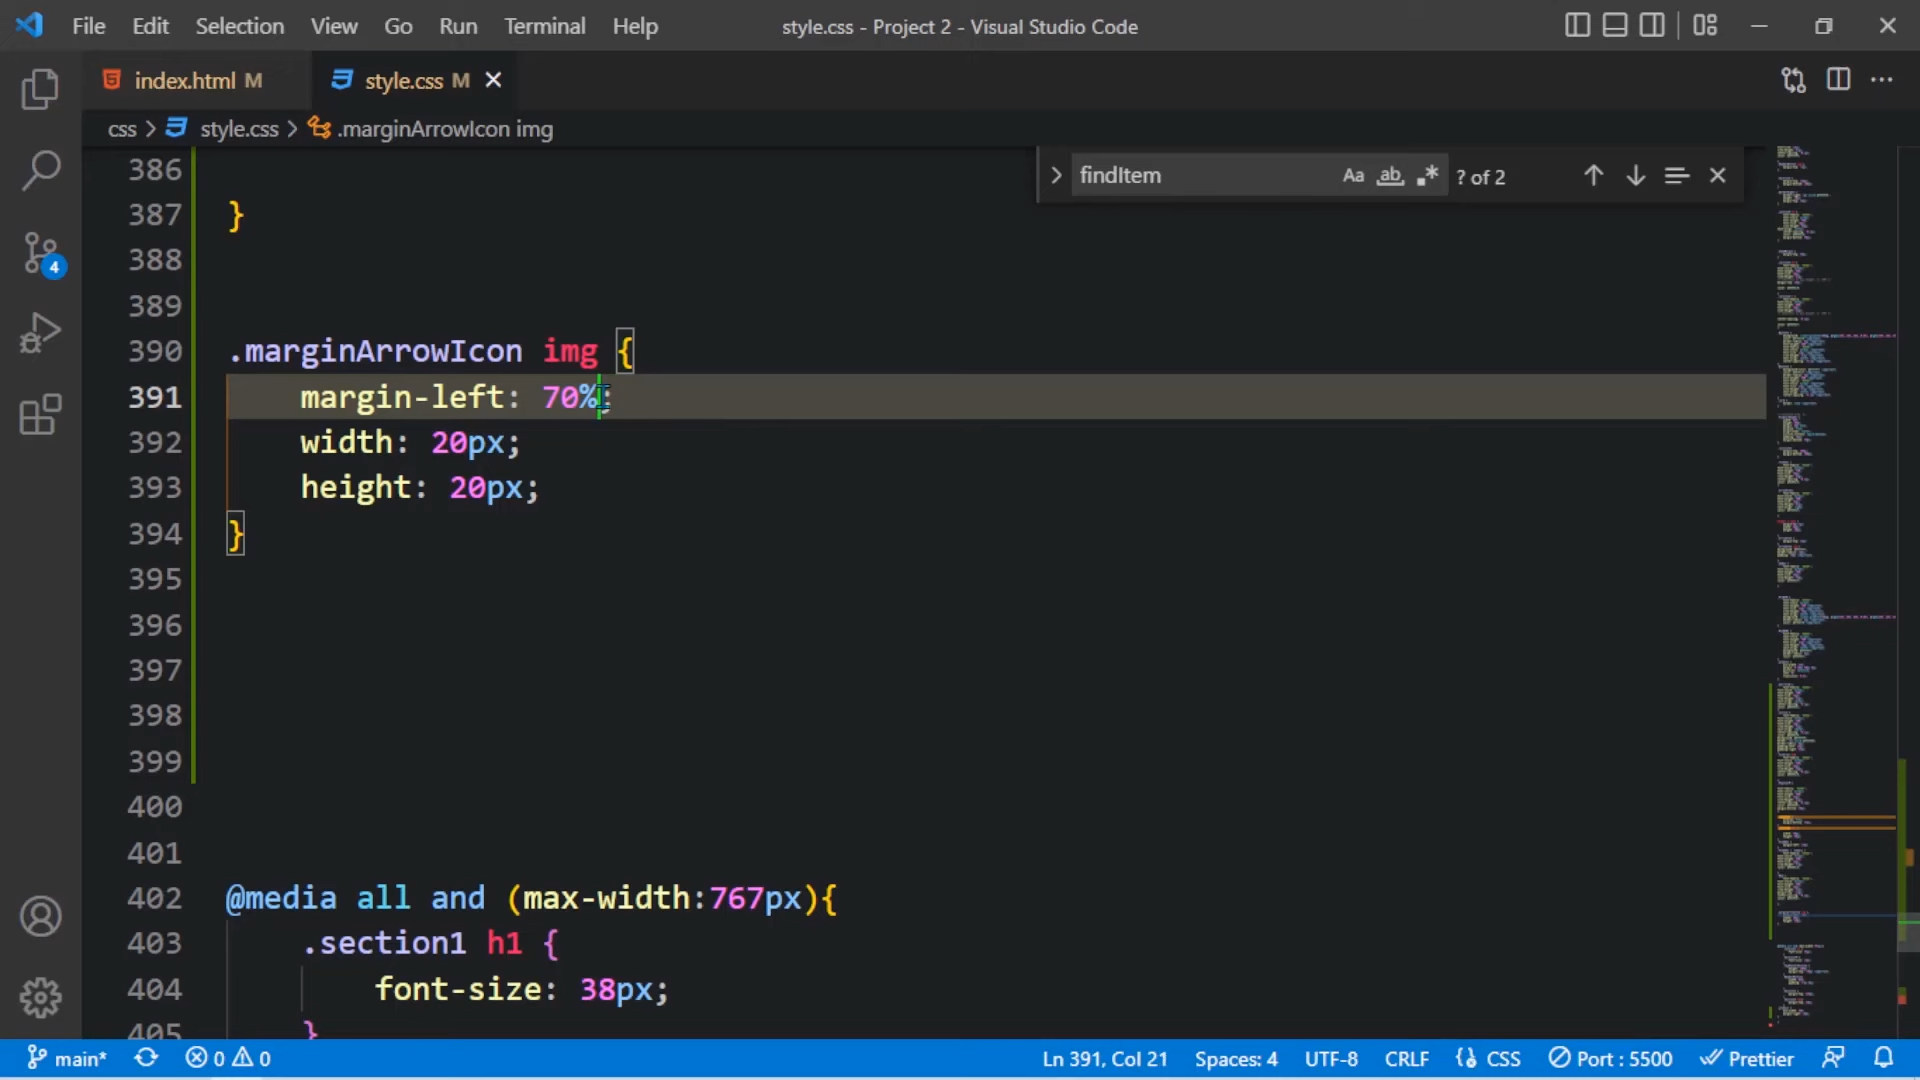 File Edit Selection View Go Run Terminal Help style.css - Project 2 - Visual Studio Code
index.html M style.css M
css > style.css > .marginArrowIcon img
findItem Aa ab ? of 2
386
387 }
388
389
390 .marginArrowIcon img {
391 margin-left: 70%;
392 width: 20px;
393 height: 20px;
394 }
395
396
397
398
399
400
401
402 @media all and (max-width:767px){
403 .section1 h1 {
404 font-size: 38px;
405 }
4
main* 0 0 Ln 391, Col 21 Spaces: 4 UTF-8 CRLF CSS Port : 5500 Prettier